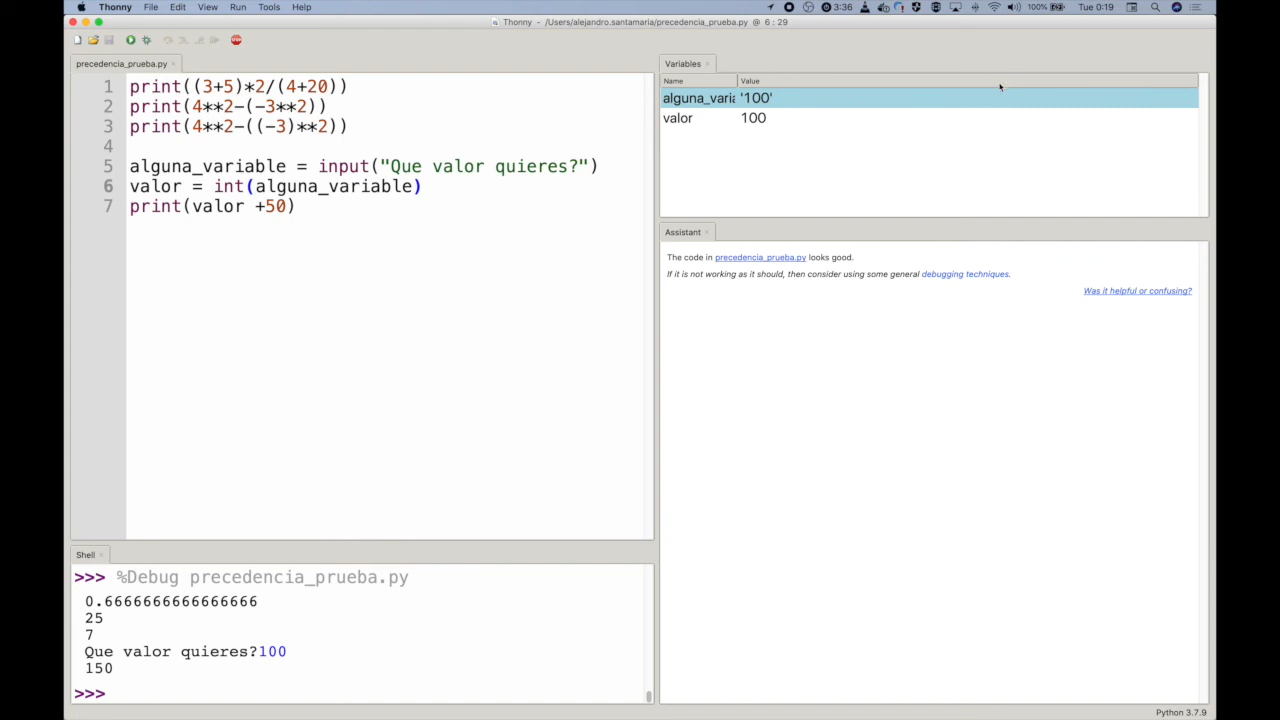 Thonny File Edit View Run Tools Help 3:36 100% Tue 0:19
Thonny - /Users/alejandro.santamaria/precedencia_prueba.py @ 6 : 29
precedencia_prueba.py ×
1 print((3+5)*2/(4+20))
2 print(4**2-(-3**2))
3 print(4**2-((-3)**2))
4
5 alguna_variable = input("Que valor quieres?")
6 valor = int(alguna_variable)
7 print(valor +50)
Shell ×
>>> %Debug precedencia_prueba.py
0.6666666666666666
25
7
Que valor quieres?100
150
>>>
Variables ×
Name Value
alguna_varia '100'
valor 100
Assistant ×
The code in precedencia_prueba.py looks good.
If it is not working as it should, then consider using some general debugging techniques.
Was it helpful or confusing?
Python 3.7.9